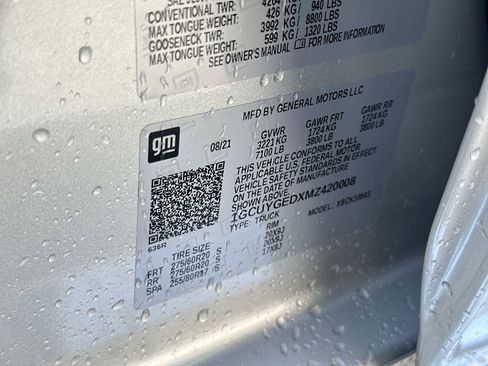 CONVENTIONAL TWR:
MAX TONGUE WEIGHT: 426 KG / 940 LBS
GOOSENECK TWR: 3992 KG / 8800 LB
MAX TONGUE WEIGHT: 599 KG / 1320 LBS
SEE OWNER'S MANUAL FOR MORE INFORMATION
gm
MFD BY GENERAL MOTORS LLC
08/21 GVWR GAWR FRT GAWR RR
3221 KG 1724 KG 1724 KG
7100 LB 3800 LB 3800 LB
THIS VEHICLE CONFORMS TO ALL
APPLICABLE U.S. FEDERAL MOTOR
VEHICLE SAFETY STANDARDS IN EFFECT
ON THE DATE OF MANUFACTURE
SHOWN ABOVE.
1GCUYGEDXMZ420008
TYPE: TRUCK MODEL:
636R
TIRE SIZE RIM
FRT 275/60R20 S 20X9J
RR 275/60R20 S 20X9J
SPA 255/80R17 S 17X8J